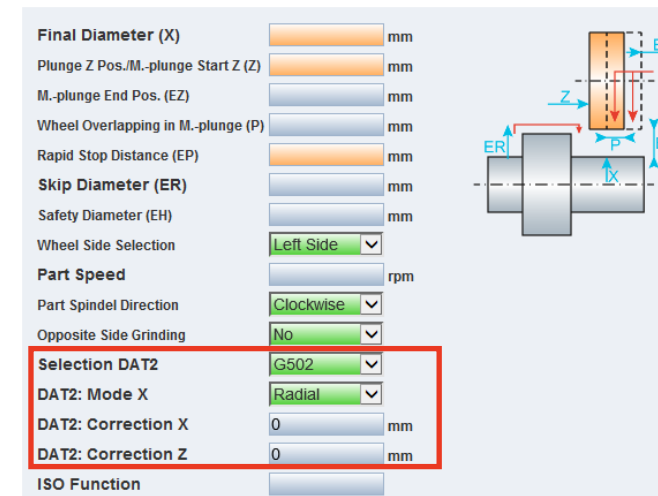 Final Diameter (X) mm
Plunge Z Pos./M.-plunge Start Z (Z) mm
M.-plunge End Pos. (EZ) mm
Wheel Overlapping in M.-plunge (P) mm
Rapid Stop Distance (EP) mm
Skip Diameter (ER) mm
Safety Diameter (EH) mm
Wheel Side Selection Left Side
Part Speed rpm
Part Spindel Direction Clockwise
Opposite Side Grinding No
Selection DAT2 G502
DAT2: Mode X Radial
DAT2: Correction X 0 mm
DAT2: Correction Z 0 mm
ISO Function
Z
ER
P
X